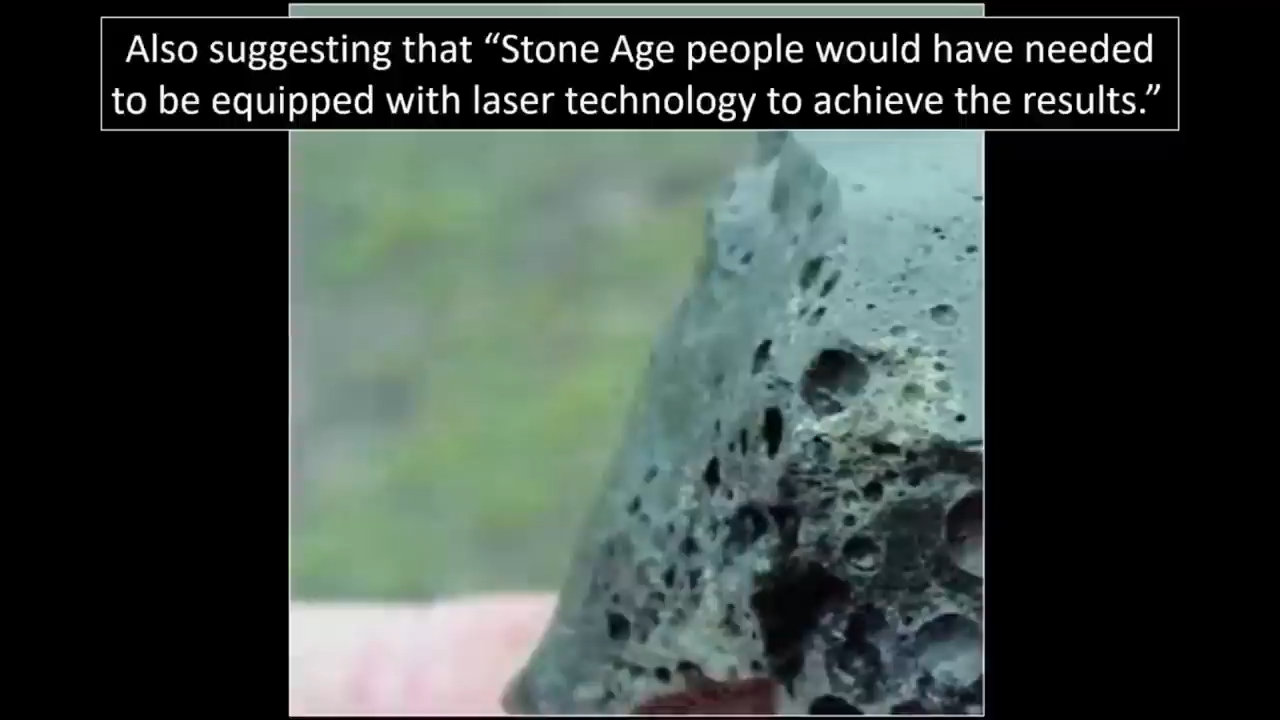 Also suggesting that “Stone Age people would have needed
to be equipped with laser technology to achieve the results.”